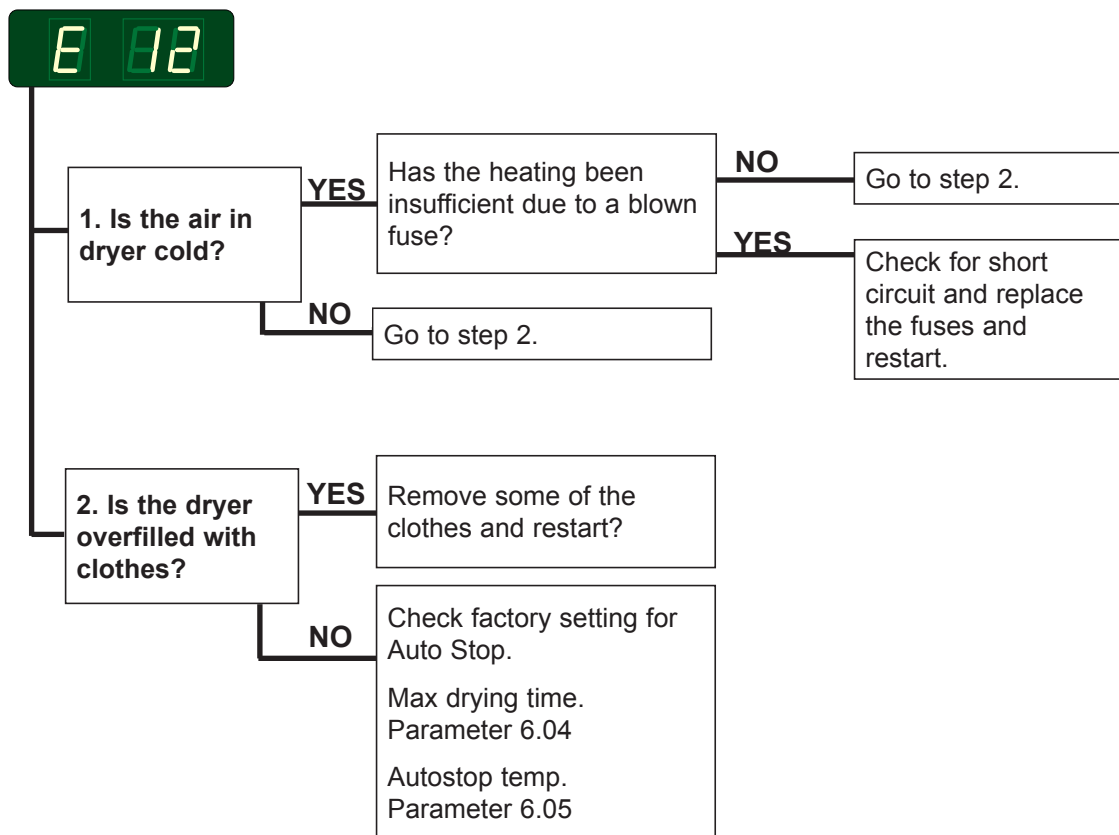 E 12
1. Is the air in
dryer cold?
YES
Has the heating been
insufficient due to a blown
fuse?
NO
Go to step 2.
YES
Check for short
circuit and replace
the fuses and
restart.
NO
Go to step 2.
2. Is the dryer
overfilled with
clothes?
YES
Remove some of the
clothes and restart?
NO
Check factory setting for
Auto Stop.
Max drying time.
Parameter 6.04
Autostop temp.
Parameter 6.05